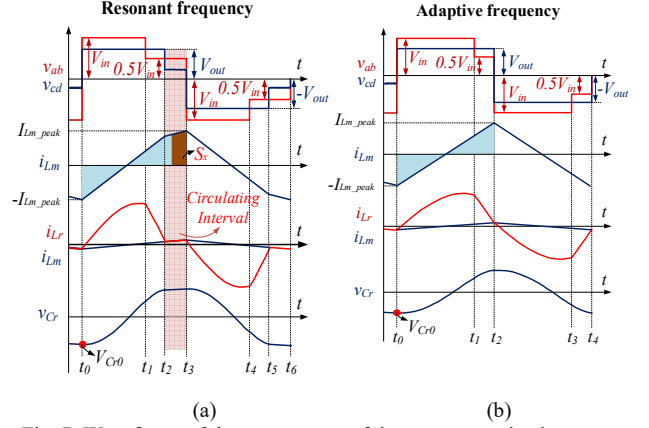 Resonant frequency
v_ab
v_cd
V_in
0.5V_in
V_out
V_in
0.5V_in
-V_out
t
I_Lm_peak
i_Lm
-I_Lm_peak
S_x
t
Circulating
Interval
i_Lr
i_Lm
t
v_Cr
t
V_Cr0
t_0 t_1 t_2 t_3 t_4 t_5 t_6
(a)
Adaptive frequency
v_ab
v_cd
V_in
0.5V_in
V_out
V_in
0.5V_in
-V_out
t
I_Lm_peak
i_Lm
-I_Lm_peak
t
i_Lr
i_Lm
t
v_Cr
t
V_Cr0
t_0 t_1 t_2 t_3 t_4
(b)